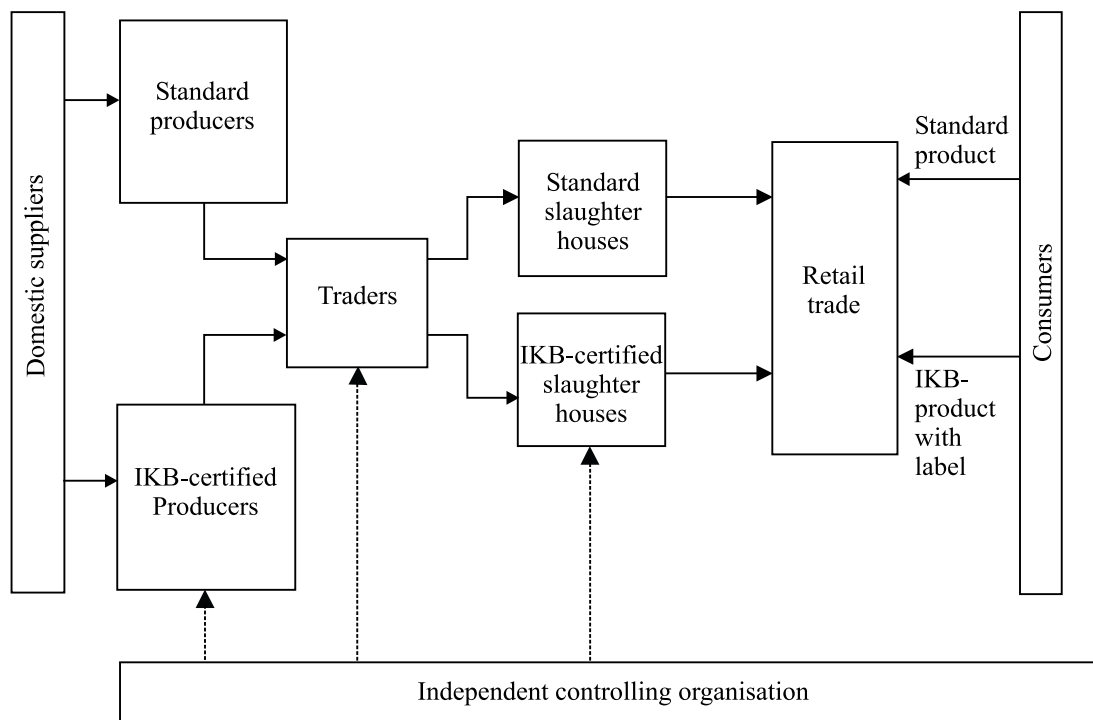 Domestic suppliers
Standard
producers
IKB-certified
Producers
Traders
Standard
slaughter
houses
IKB-certified
slaughter
houses
Retail
trade
Standard
product
IKB-
product
with
label
Consumers
Independent controlling organisation